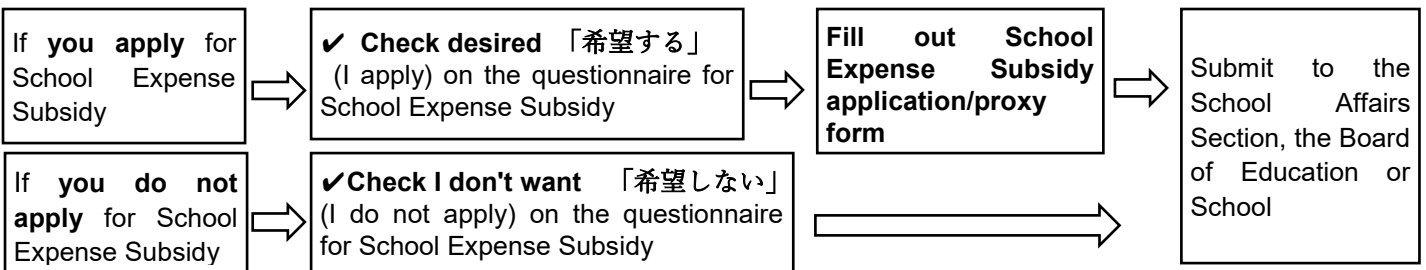 If you apply for
School Expense
Subsidy
✔ Check desired 「希望する」
(I apply) on the questionnaire for
School Expense Subsidy
Fill out School
Expense Subsidy
application/proxy
form
Submit to the
School Affairs
Section, the Board
of Education or
School
If you do not
apply for School
Expense Subsidy
✔Check I don't want 「希望しない」
(I do not apply) on the questionnaire
for School Expense Subsidy